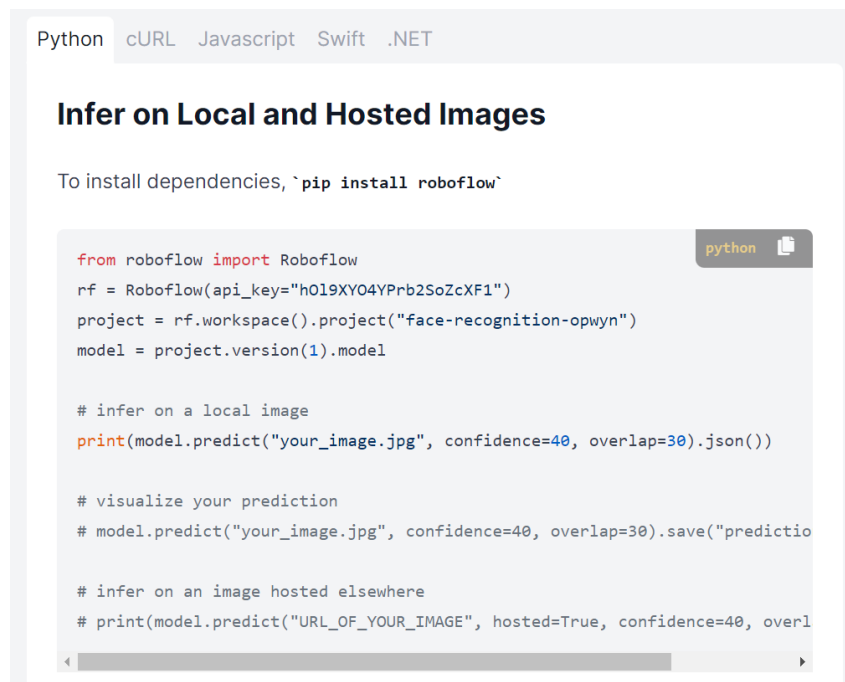 Python cURL Javascript Swift .NET
Infer on Local and Hosted Images
To install dependencies, `pip install roboflow`
python
from roboflow import Roboflow
rf = Roboflow(api_key="hOl9XYO4YPrb2SoZcXF1")
project = rf.workspace().project("face-recognition-opwyn")
model = project.version(1).model
# infer on a local image
print(model.predict("your_image.jpg", confidence=40, overlap=30).json())
# visualize your prediction
# model.predict("your_image.jpg", confidence=40, overlap=30).save("predictio
# infer on an image hosted elsewhere
# print(model.predict("URL_OF_YOUR_IMAGE", hosted=True, confidence=40, overl